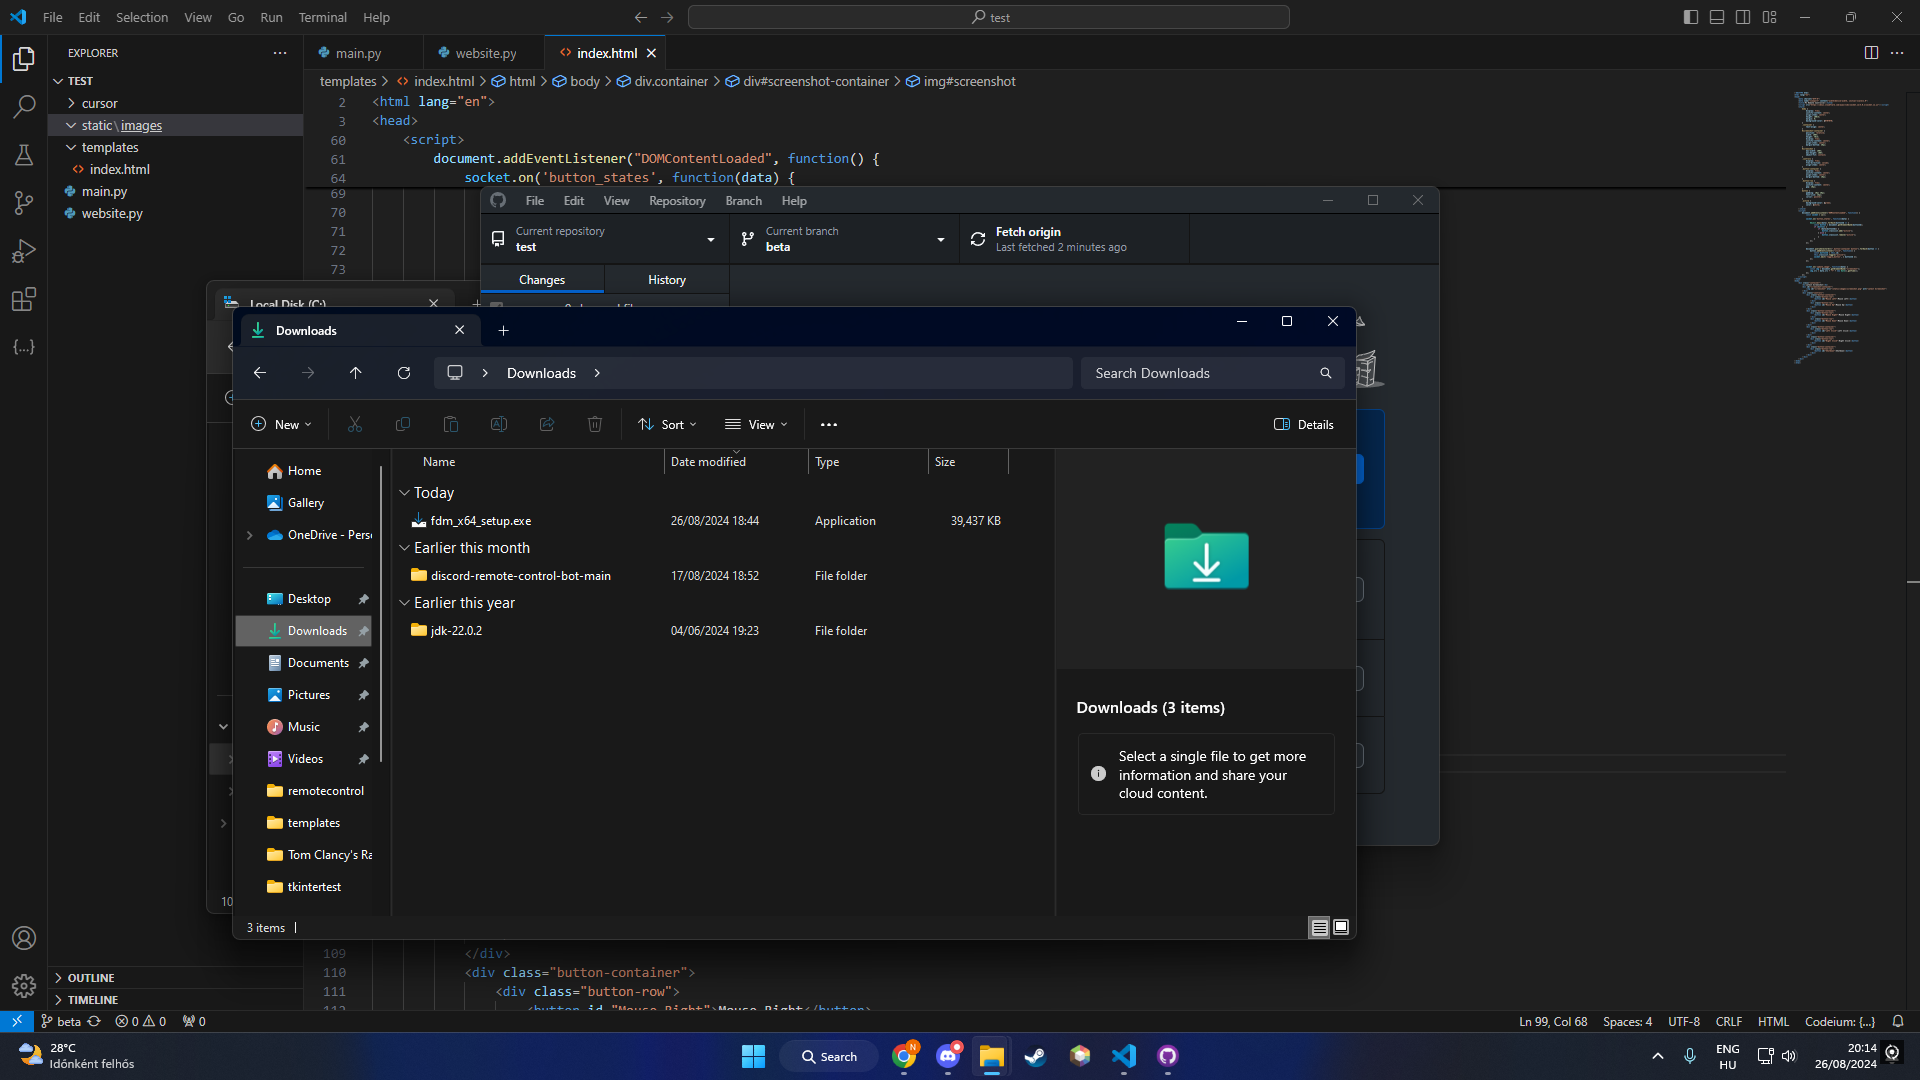 File Edit Selection View Go Run Terminal Help
test
EXPLORER
TEST
cursor
static\images
templates
index.html
main.py
website.py
OUTLINE
TIMELINE
main.py website.py index.html
templates > index.html > html > body > div.container > div#screenshot-container > img#screenshot
2 <html lang="en">
3 <head>
60 <script>
61 document.addEventListener("DOMContentLoaded", function() {
64 socket.on('button_states', function(data) {
69
70
71
72
73
File Edit View Repository Branch Help
Current repository
test
Current branch
beta
Fetch origin
Last fetched 2 minutes ago
Changes History
Local Disk (C:)
10
Downloads
Downloads
Search Downloads
New Sort View Details
Home
Gallery
OneDrive - Pers
Desktop
Downloads
Documents
Pictures
Music
Videos
remotecontrol
templates
Tom Clancy's Ra
tkintertest
Name Date modified Type Size
Today
fdm_x64_setup.exe 26/08/2024 18:44 Application 39,437 KB
Earlier this month
discord-remote-control-bot-main 17/08/2024 18:52 File folder
Earlier this year
jdk-22.0.2 04/06/2024 19:23 File folder
Downloads (3 items)
Select a single file to get more
information and share your
cloud content.
3 items
109 </div>
110 <div class="button-container">
111 <div class="button-row">
112 <button id="Mouse_Right">Mouse Right</button>
beta 0 0 0
Ln 99, Col 68 Spaces: 4 UTF-8 CRLF HTML Codeium: {...}
28°C
Időnként felhős
Search
N
ENG
HU
20:14
26/08/2024